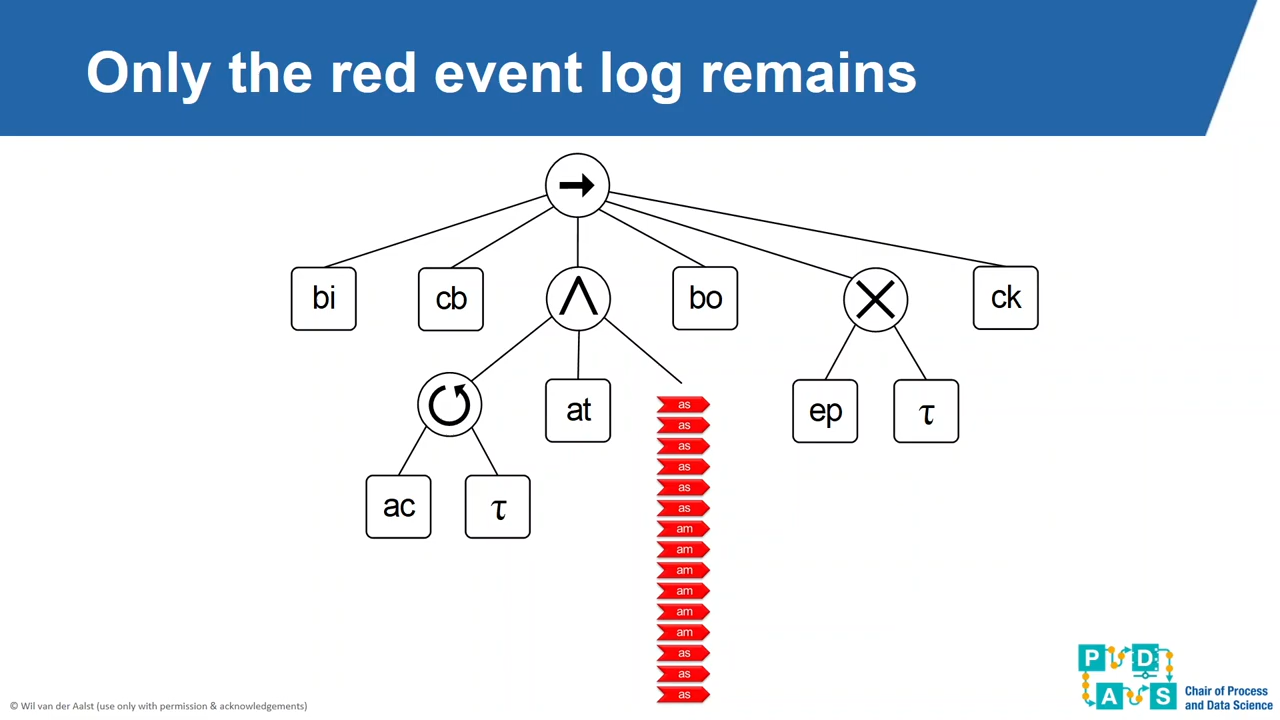 Only the red event log remains
bi
cb
bo
ck
at
ep
τ
ac
τ
as
as
as
as
as
as
am
am
am
am
am
am
as
as
as
P D
A S
Chair of Process
and Data Science
© Wil van der Aalst (use only with permission & acknowledgements)